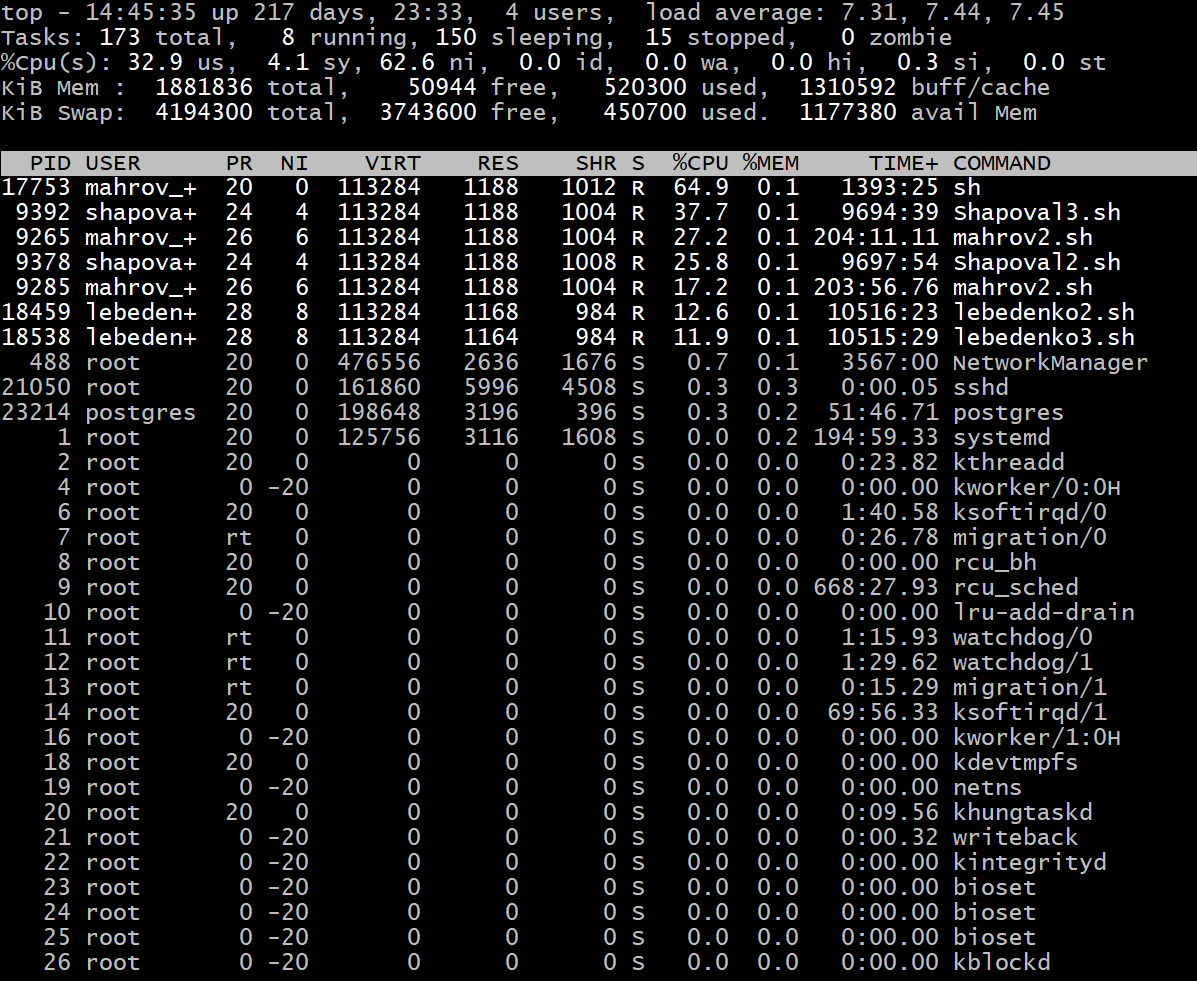 top - 14:45:35 up 217 days, 23:33,  4 users,  load average: 7.31, 7.44, 7.45
Tasks: 173 total,   8 running, 150 sleeping,  15 stopped,   0 zombie
%Cpu(s): 32.9 us,  4.1 sy, 62.6 ni,  0.0 id,  0.0 wa,  0.0 hi,  0.3 si,  0.0 st
KiB Mem :  1881836 total,    50944 free,   520300 used,  1310592 buff/cache
KiB Swap:  4194300 total,  3743600 free,   450700 used.  1177380 avail Mem
  PID USER      PR  NI    VIRT    RES    SHR S  %CPU %MEM     TIME+ COMMAND
17753 mahrov_+  20   0  113284   1188   1012 R  64.9  0.1   1393:25 sh
 9392 shapova+  24   4  113284   1188   1004 R  37.7  0.1   9694:39 Shapoval3.sh
 9265 mahrov_+  26   6  113284   1188   1004 R  27.2  0.1 204:11.11 mahrov2.sh
 9378 shapova+  24   4  113284   1188   1008 R  25.8  0.1   9697:54 Shapoval2.sh
 9285 mahrov_+  26   6  113284   1188   1004 R  17.2  0.1 203:56.76 mahrov2.sh
18459 lebeden+  28   8  113284   1168    984 R  12.6  0.1  10516:23 lebedenko2.sh
18538 lebeden+  28   8  113284   1164    984 R  11.9  0.1  10515:29 lebedenko3.sh
  488 root      20   0  476556   2636   1676 S   0.7  0.1   3567:00 NetworkManager
21050 root      20   0  161860   5996   4508 S   0.3  0.3   0:00.05 sshd
23214 postgres  20   0  198648   3196    396 S   0.3  0.2  51:46.71 postgres
    1 root      20   0  125756   3116   1608 S   0.0  0.2 194:59.33 systemd
    2 root      20   0       0      0      0 S   0.0  0.0   0:23.82 kthreadd
    4 root       0 -20       0      0      0 S   0.0  0.0   0:00.00 kworker/0:0H
    6 root      20   0       0      0      0 S   0.0  0.0   1:40.58 ksoftirqd/0
    7 root      rt   0       0      0      0 S   0.0  0.0   0:26.78 migration/0
    8 root      20   0       0      0      0 S   0.0  0.0   0:00.00 rcu_bh
    9 root      20   0       0      0      0 S   0.0  0.0 668:27.93 rcu_sched
   10 root       0 -20       0      0      0 S   0.0  0.0   0:00.00 lru-add-drain
   11 root      rt   0       0      0      0 S   0.0  0.0   1:15.93 watchdog/0
   12 root      rt   0       0      0      0 S   0.0  0.0   1:29.62 watchdog/1
   13 root      rt   0       0      0      0 S   0.0  0.0   0:15.29 migration/1
   14 root      20   0       0      0      0 S   0.0  0.0  69:56.33 ksoftirqd/1
   16 root       0 -20       0      0      0 S   0.0  0.0   0:00.00 kworker/1:0H
   18 root      20   0       0      0      0 S   0.0  0.0   0:00.00 kdevtmpfs
   19 root       0 -20       0      0      0 S   0.0  0.0   0:00.00 netns
   20 root      20   0       0      0      0 S   0.0  0.0   0:09.56 khungtaskd
   21 root       0 -20       0      0      0 S   0.0  0.0   0:00.32 writeback
   22 root       0 -20       0      0      0 S   0.0  0.0   0:00.00 kintegrityd
   23 root       0 -20       0      0      0 S   0.0  0.0   0:00.00 bioset
   24 root       0 -20       0      0      0 S   0.0  0.0   0:00.00 bioset
   25 root       0 -20       0      0      0 S   0.0  0.0   0:00.00 bioset
   26 root       0 -20       0      0      0 S   0.0  0.0   0:00.00 kblockd